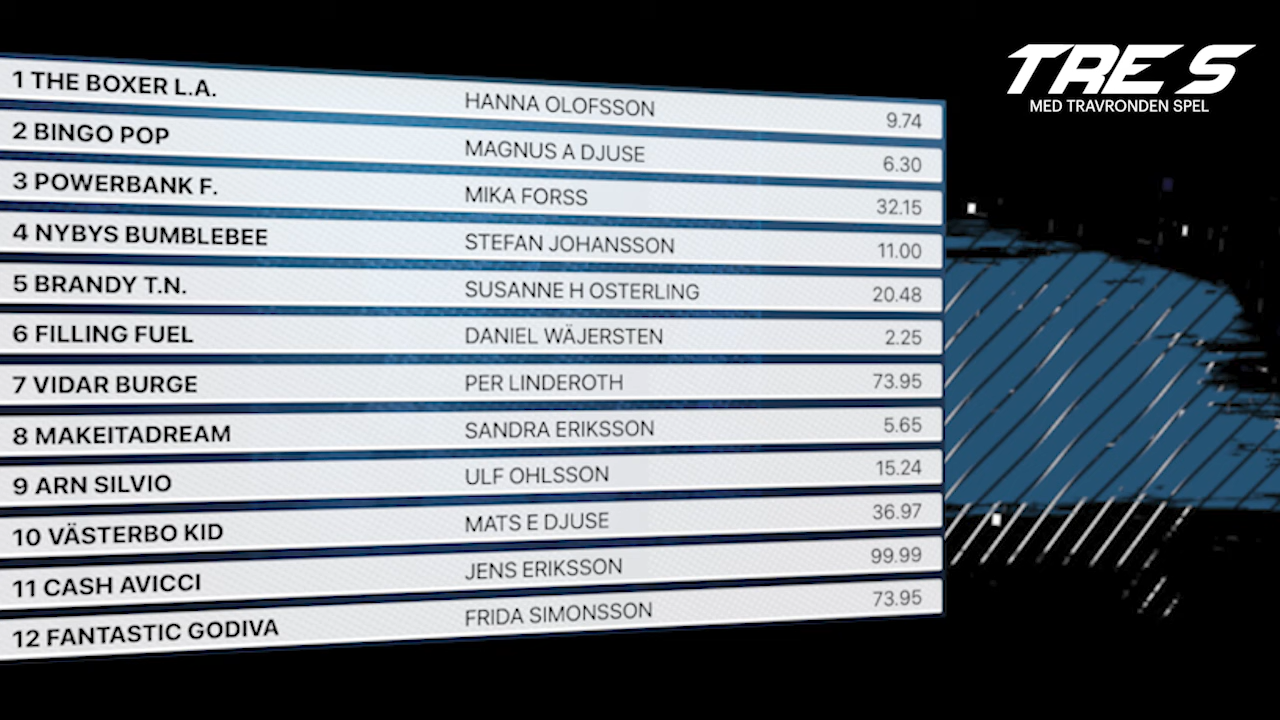 TRE S
MED TRAVRONDEN SPEL
1 THE BOXER L.A. HANNA OLOFSSON 9.74
2 BINGO POP MAGNUS A DJUSE 6.30
3 POWERBANK F. MIKA FORSS 32.15
4 NYBYS BUMBLEBEE STEFAN JOHANSSON 11.00
5 BRANDY T.N. SUSANNE H OSTERLING 20.48
6 FILLING FUEL DANIEL WÄJERSTEN 2.25
7 VIDAR BURGE PER LINDEROTH 73.95
8 MAKEITADREAM SANDRA ERIKSSON 5.65
9 ARN SILVIO ULF OHLSSON 15.24
10 VÄSTERBO KID MATS E DJUSE 36.97
11 CASH AVICCI JENS ERIKSSON 99.99
12 FANTASTIC GODIVA FRIDA SIMONSSON 73.95